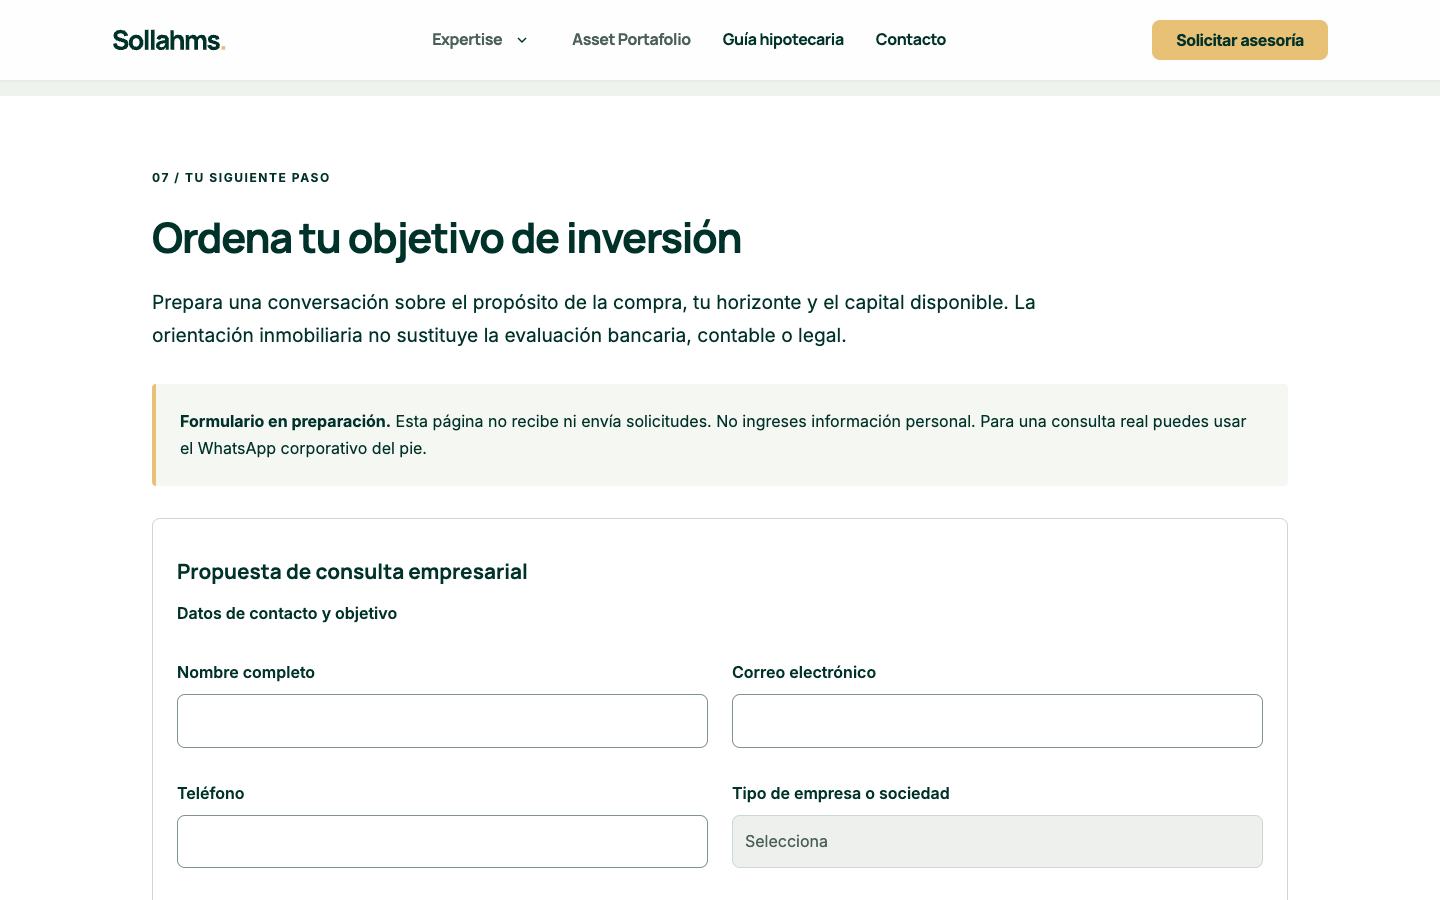 Sollahms.
Expertise
Asset Portafolio
Guía hipotecaria
Contacto
Solicitar asesoría
07 / TU SIGUIENTE PASO
Ordena tu objetivo de inversión
Prepara una conversación sobre el propósito de la compra, tu horizonte y el capital disponible. La
orientación inmobiliaria no sustituye la evaluación bancaria, contable o legal.
Formulario en preparación. Esta página no recibe ni envía solicitudes. No ingreses información personal. Para una consulta real puedes usar
el WhatsApp corporativo del pie.
Propuesta de consulta empresarial
Datos de contacto y objetivo
Nombre completo
Correo electrónico
Teléfono
Tipo de empresa o sociedad
Selecciona